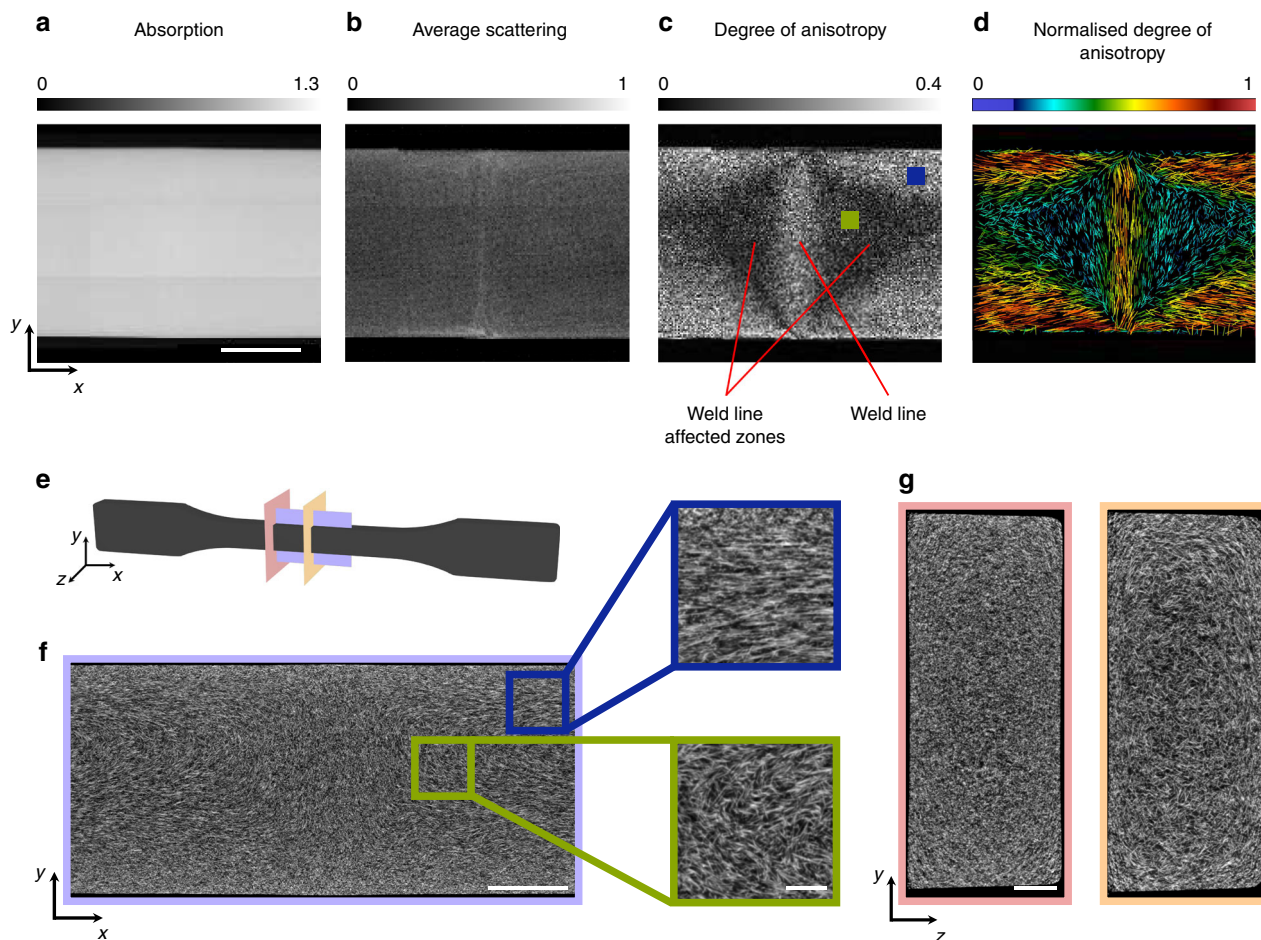 a
Absorption
0 1.3
b
Average scattering
0 1
c
Degree of anisotropy
0 0.4
d
Normalised degree of
anisotropy
0 1
y
x
Weld line
affected zones
Weld line
e
y
z
x
f
y
x
g
y
z